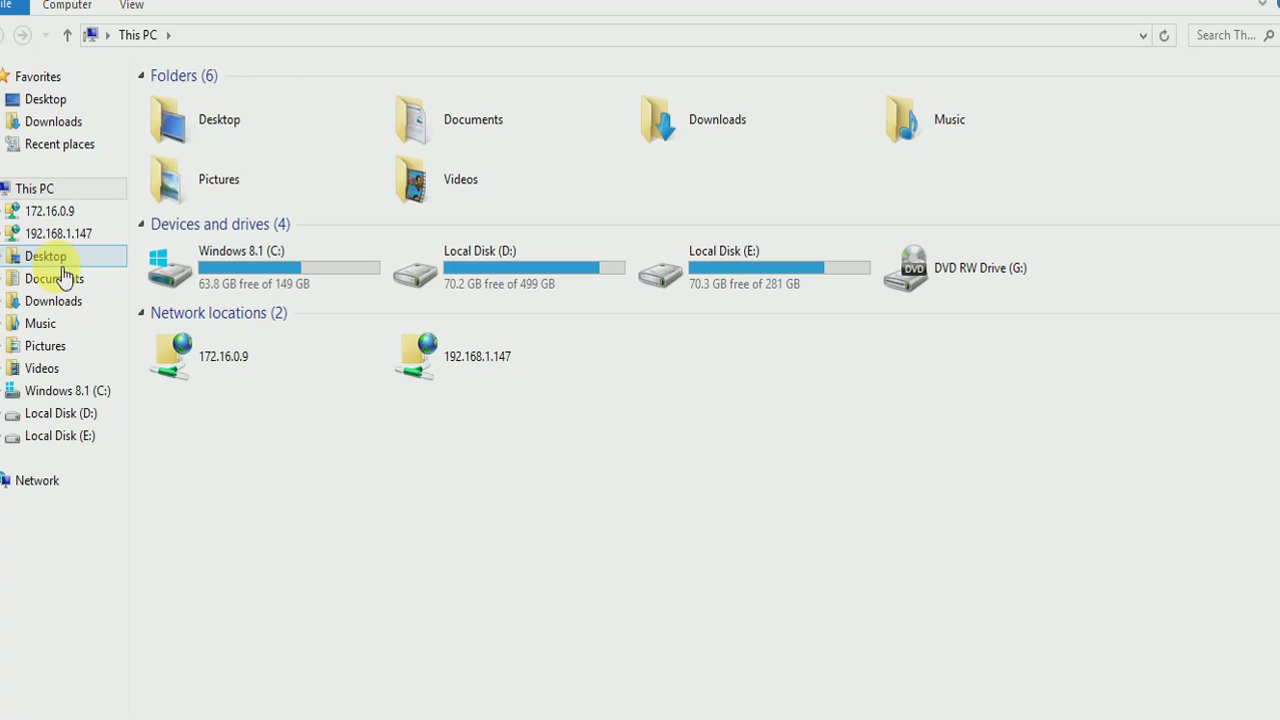 ile
Computer
View
This PC
Search Th...
Favorites
Desktop
Downloads
Recent places
This PC
172.16.0.9
192.168.1.147
Desktop
Documents
Downloads
Music
Pictures
Videos
Windows 8.1 (C:)
Local Disk (D:)
Local Disk (E:)
Network
Folders (6)
Desktop
Documents
Downloads
Music
Pictures
Videos
Devices and drives (4)
Windows 8.1 (C:)
63.8 GB free of 149 GB
Local Disk (D:)
70.2 GB free of 499 GB
Local Disk (E:)
70.3 GB free of 281 GB
DVD
DVD RW Drive (G:)
Network locations (2)
172.16.0.9
192.168.1.147